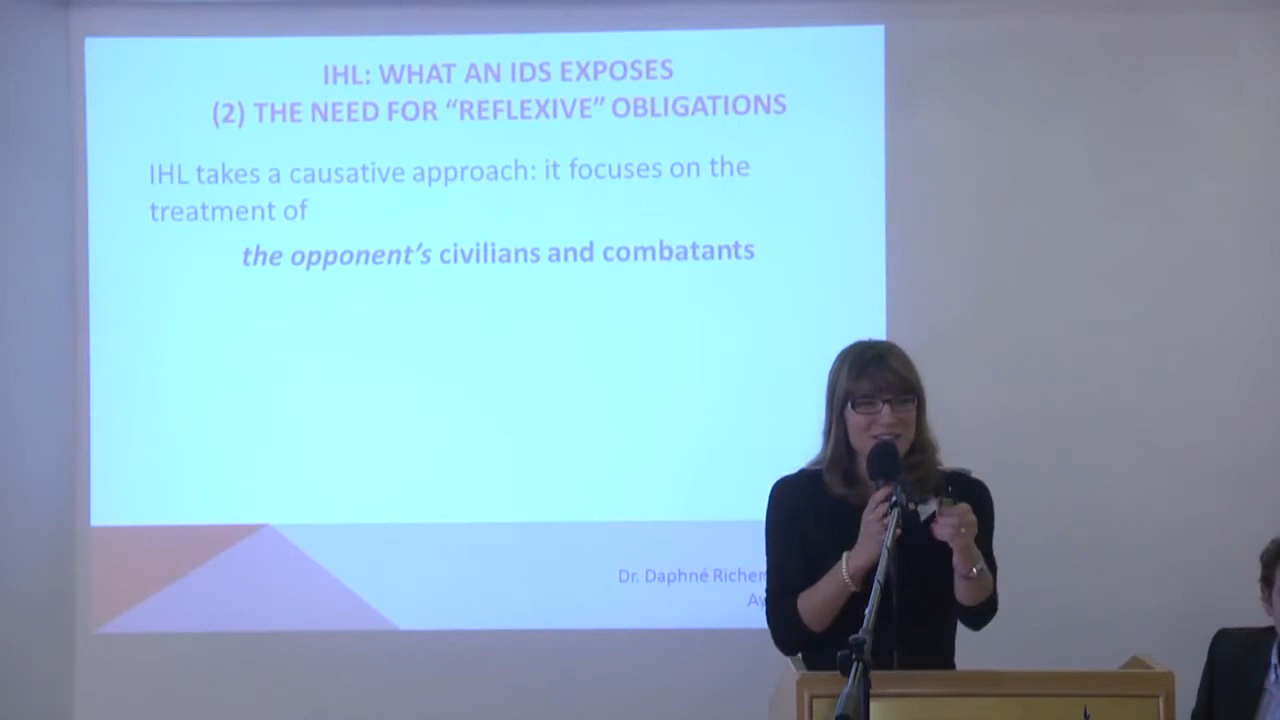 IHL: WHAT AN IDS EXPOSES
(2) THE NEED FOR “REFLEXIVE” OBLIGATIONS
IHL takes a causative approach: it focuses on the
treatment of
the opponent’s civilians and combatants
Dr. Daphné